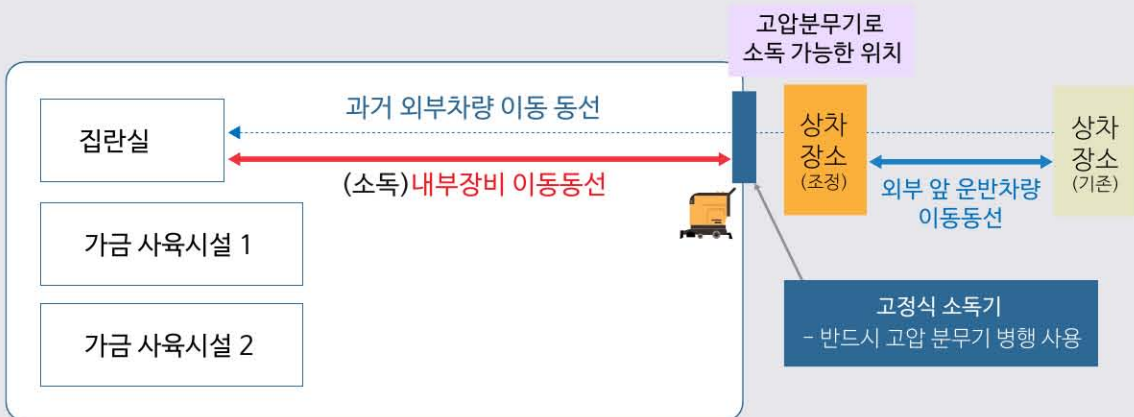 고압분무기로
소독 가능한 위치
집란실
과거 외부차량 이동 동선
(소독)내부장비 이동동선
상차
장소
(조정)
외부 앞 운반차량
이동동선
상차
장소
(기존)
가금 사육시설 1
가금 사육시설 2
고정식 소독기
- 반드시 고압 분무기 병행 사용